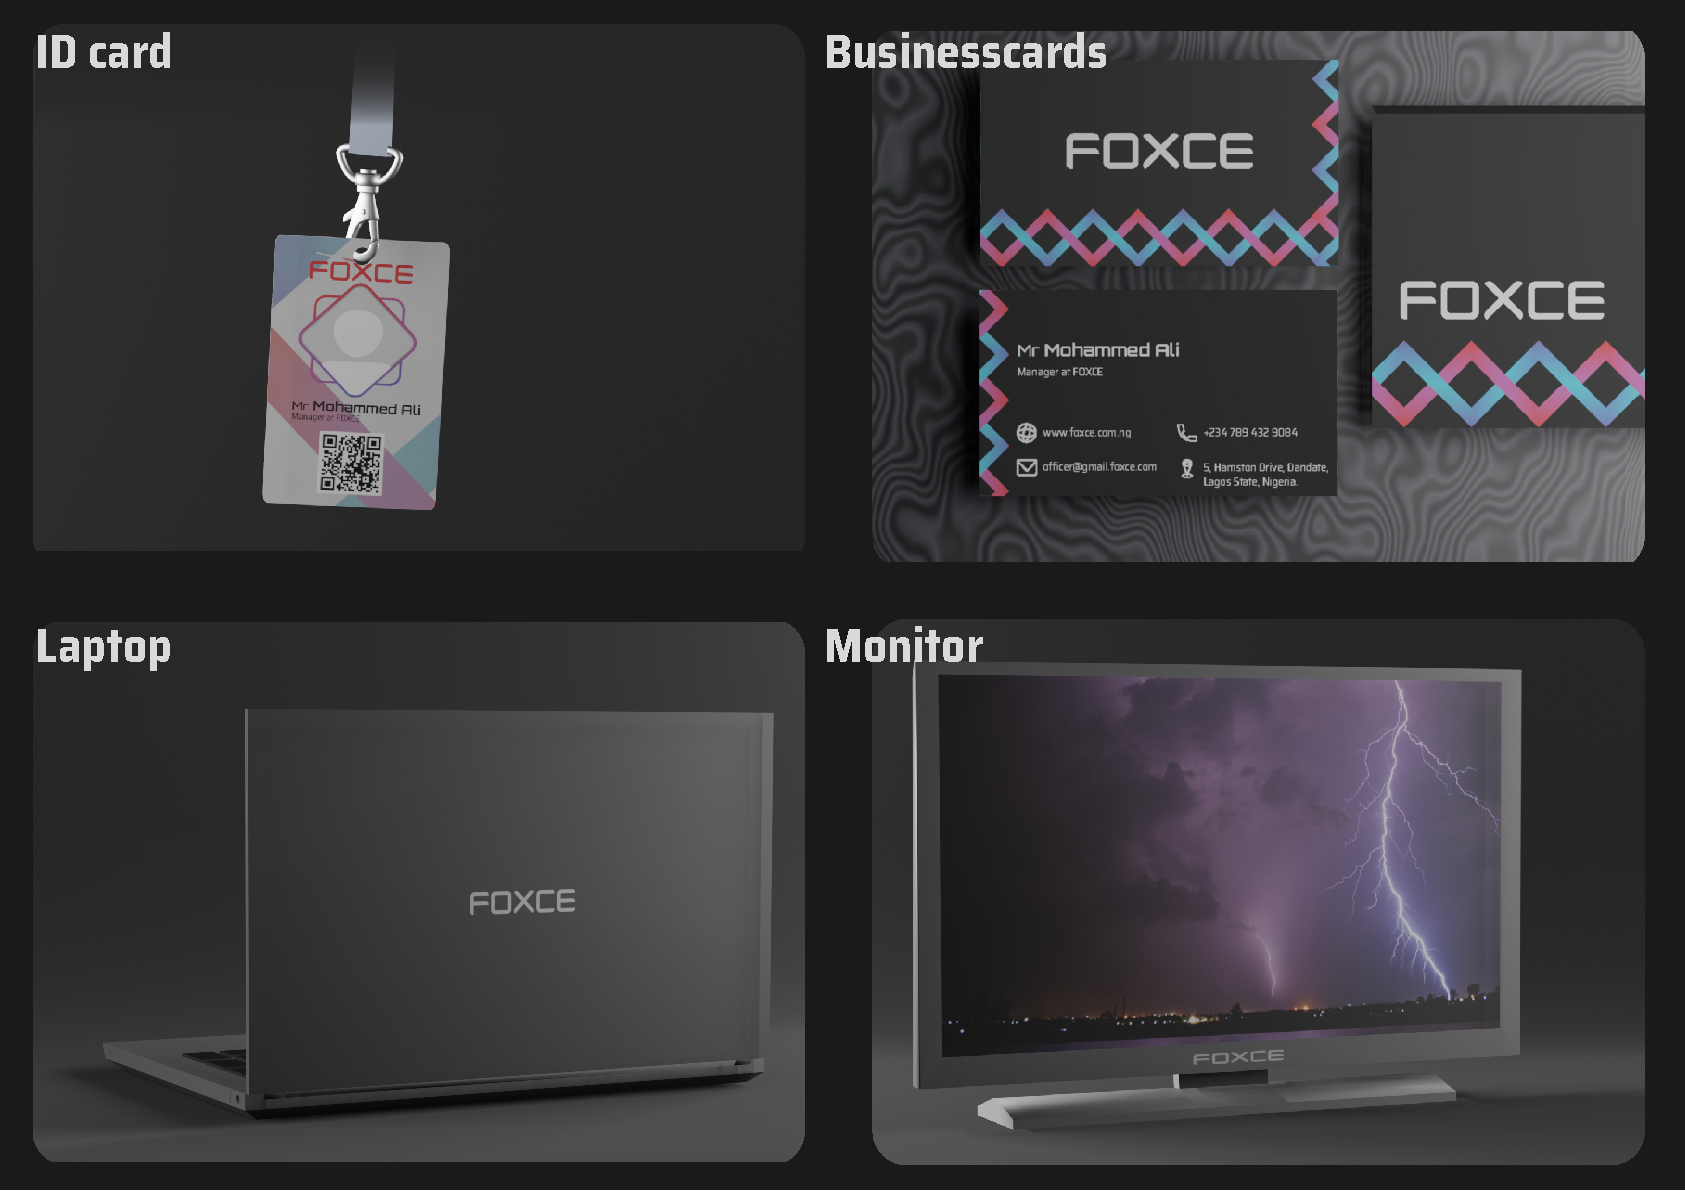 ID card
FOXCE
Mr Mohammed Ali
Manager at FOXCE
Businesscards
FOXCE
Mr Mohammed Ali
Manager at FOXCE
www.foxce.com.ng
+234 789 432 9084
officer@gmail.foxce.com
5, Hamston Drive, Dandate,
Lagos State, Nigeria.
FOXCE
Laptop
FOXCE
Monitor
FOXCE